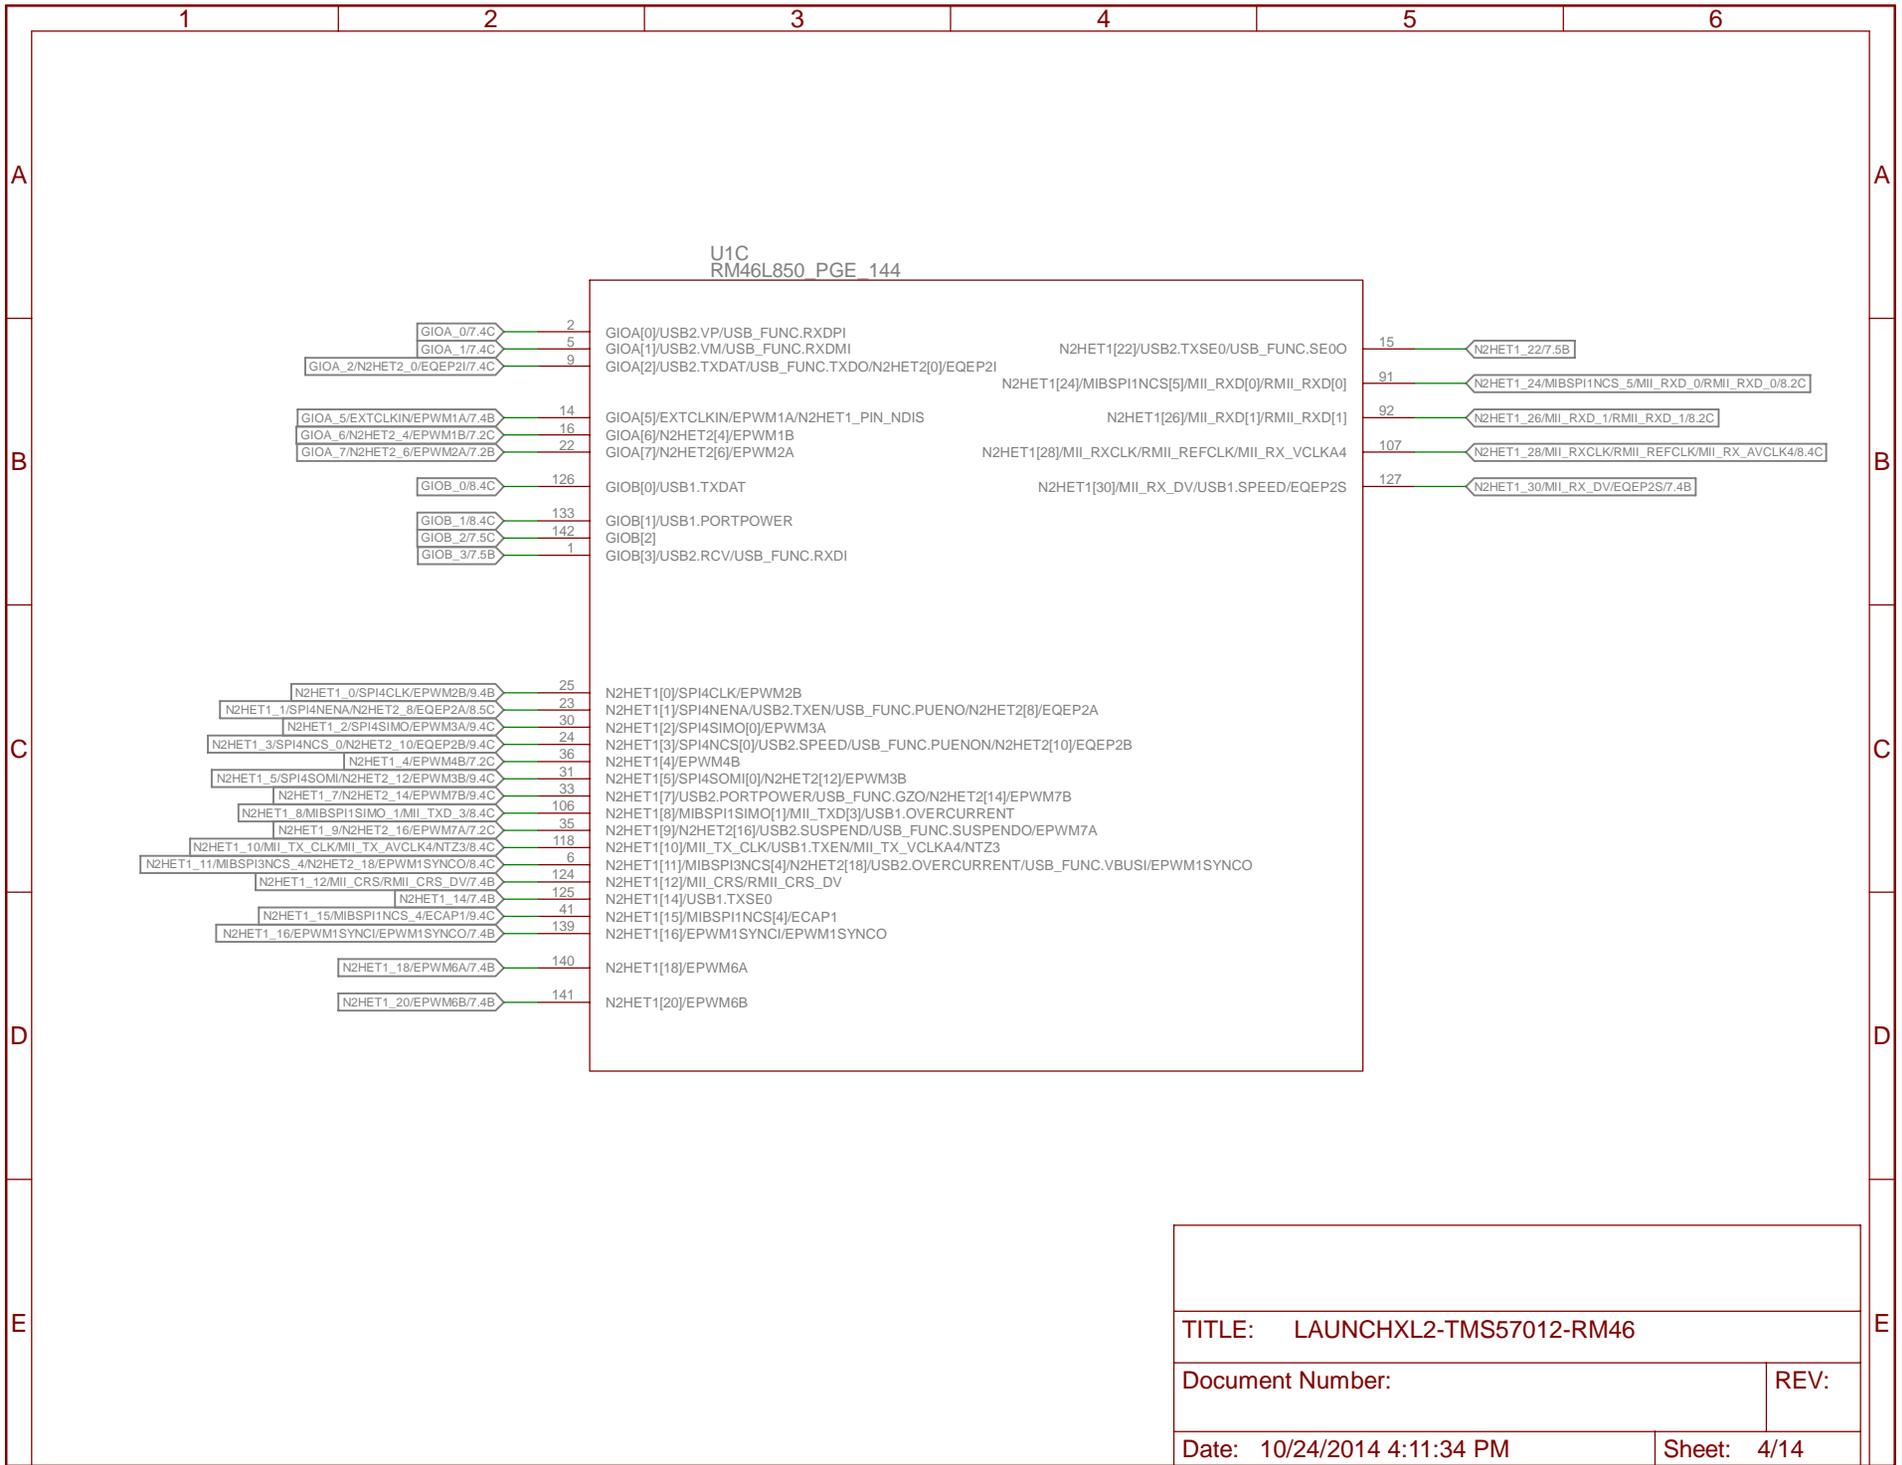 1 2 3 4 5 6
A A
U1C
RM46L850_PGE_144
GIOA_0/7.4C 2 GIOA[0]/USB2.VP/USB_FUNC.RXDPI
GIOA_1/7.4C 5 GIOA[1]/USB2.VM/USB_FUNC.RXDMI N2HET1[22]/USB2.TXSE0/USB_FUNC.SE0O 15 N2HET1_22/7.5B
GIOA_2/N2HET2_0/EQEP2I/7.4C 9 GIOA[2]/USB2.TXDAT/USB_FUNC.TXDO/N2HET2[0]/EQEP2I
N2HET1[24]/MIBSPI1NCS[5]/MII_RXD[0]/RMII_RXD[0] 91 N2HET1_24/MIBSPI1NCS_5/MII_RXD_0/RMII_RXD_0/8.2C
GIOA_5/EXTCLKIN/EPWM1A/7.4B 14 GIOA[5]/EXTCLKIN/EPWM1A/N2HET1_PIN_NDIS N2HET1[26]/MII_RXD[1]/RMII_RXD[1] 92 N2HET1_26/MII_RXD_1/RMII_RXD_1/8.2C
GIOA_6/N2HET2_4/EPWM1B/7.2C 16 GIOA[6]/N2HET2[4]/EPWM1B
GIOA_7/N2HET2_6/EPWM2A/7.2B 22 GIOA[7]/N2HET2[6]/EPWM2A N2HET1[28]/MII_RXCLK/RMII_REFCLK/MII_RX_VCLKA4 107 N2HET1_28/MII_RXCLK/RMII_REFCLK/MII_RX_AVCLK4/8.4C
B B
GIOB_0/8.4C 126 GIOB[0]/USB1.TXDAT N2HET1[30]/MII_RX_DV/USB1.SPEED/EQEP2S 127 N2HET1_30/MII_RX_DV/EQEP2S/7.4B
GIOB_1/8.4C 133 GIOB[1]/USB1.PORTPOWER
GIOB_2/7.5C 142 GIOB[2]
GIOB_3/7.5B 1 GIOB[3]/USB2.RCV/USB_FUNC.RXDI
N2HET1_0/SPI4CLK/EPWM2B/9.4B 25 N2HET1[0]/SPI4CLK/EPWM2B
N2HET1_1/SPI4NENA/N2HET2_8/EQEP2A/8.5C 23 N2HET1[1]/SPI4NENA/USB2.TXEN/USB_FUNC.PUENO/N2HET2[8]/EQEP2A
N2HET1_2/SPI4SIMO/EPWM3A/9.4C 30 N2HET1[2]/SPI4SIMO[0]/EPWM3A
N2HET1_3/SPI4NCS_0/N2HET2_10/EQEP2B/9.4C 24 N2HET1[3]/SPI4NCS[0]/USB2.SPEED/USB_FUNC.PUENON/N2HET2[10]/EQEP2B
C C
N2HET1_4/EPWM4B/7.2C 36 N2HET1[4]/EPWM4B
N2HET1_5/SPI4SOMI/N2HET2_12/EPWM3B/9.4C 31 N2HET1[5]/SPI4SOMI[0]/N2HET2[12]/EPWM3B
N2HET1_7/N2HET2_14/EPWM7B/9.4C 33 N2HET1[7]/USB2.PORTPOWER/USB_FUNC.GZO/N2HET2[14]/EPWM7B
N2HET1_8/MIBSPI1SIMO_1/MII_TXD_3/8.4C 106 N2HET1[8]/MIBSPI1SIMO[1]/MII_TXD[3]/USB1.OVERCURRENT
N2HET1_9/N2HET2_16/EPWM7A/7.2C 35 N2HET1[9]/N2HET2[16]/USB2.SUSPEND/USB_FUNC.SUSPENDO/EPWM7A
N2HET1_10/MII_TX_CLK/MII_TX_AVCLK4/NTZ3/8.4C 118 N2HET1[10]/MII_TX_CLK/USB1.TXEN/MII_TX_VCLKA4/NTZ3
N2HET1_11/MIBSPI3NCS_4/N2HET2_18/EPWM1SYNCO/8.4C 6 N2HET1[11]/MIBSPI3NCS[4]/N2HET2[18]/USB2.OVERCURRENT/USB_FUNC.VBUSI/EPWM1SYNCO
N2HET1_12/MII_CRS/RMII_CRS_DV/7.4B 124 N2HET1[12]/MII_CRS/RMII_CRS_DV
N2HET1_14/7.4B 125 N2HET1[14]/USB1.TXSE0
N2HET1_15/MIBSPI1NCS_4/ECAP1/9.4C 41 N2HET1[15]/MIBSPI1NCS[4]/ECAP1
N2HET1_16/EPWM1SYNCI/EPWM1SYNCO/7.4B 139 N2HET1[16]/EPWM1SYNCI/EPWM1SYNCO
N2HET1_18/EPWM6A/7.4B 140 N2HET1[18]/EPWM6A
N2HET1_20/EPWM6B/7.4B 141 N2HET1[20]/EPWM6B
D D
E E
TITLE: LAUNCHXL2-TMS57012-RM46
Document Number: REV:
Date: 10/24/2014 4:11:34 PM Sheet: 4/14